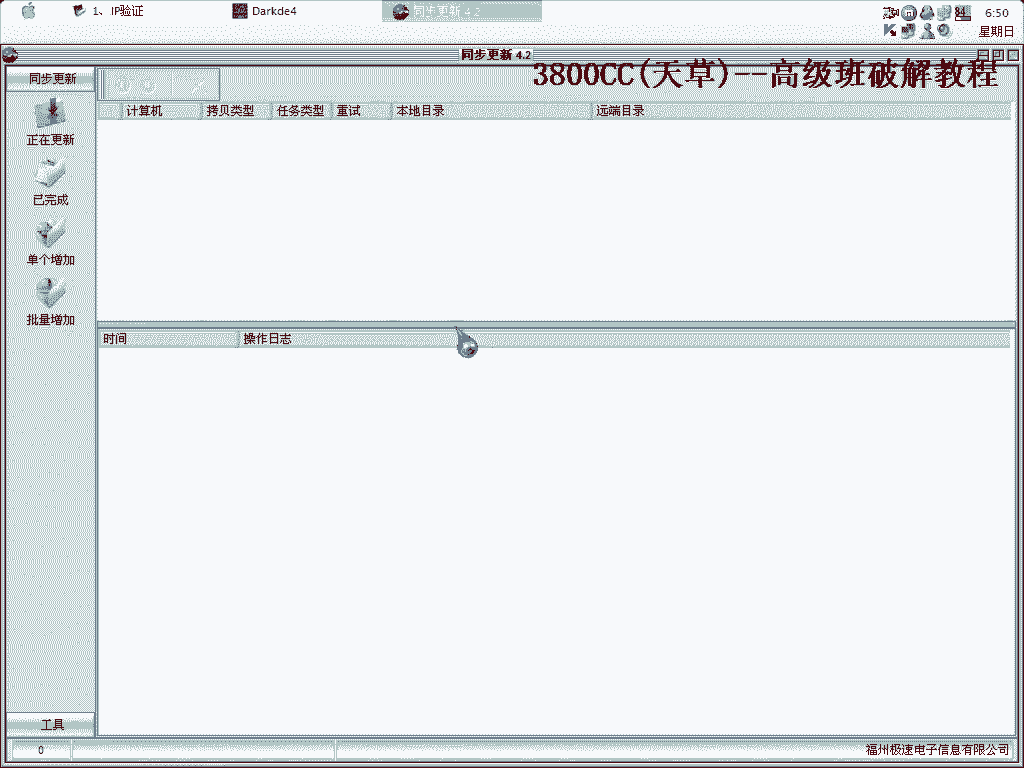 1、IP验证
Darkde4
同步更新 4.2
84
6:50
星期日
同步更新 4.2
3800CC(天草)--高级班破解教程
同步更新
正在更新
已完成
单个增加
批量增加
工具
计算机
拷贝类型
任务类型
重试
本地目录
远端目录
时间
操作日志
0
福州极速电子信息有限公司